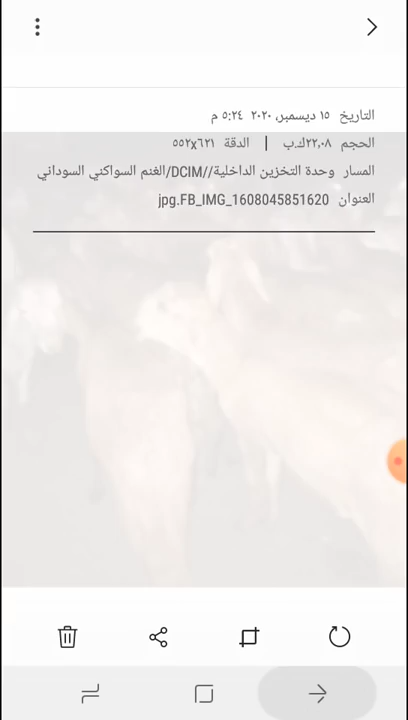 التاريخ ١٥ ديسمبر، ٢٠٢٠ ٥:٢٤ م
الحجم ٢٢,٠٨ك.ب | الدقة ٥٥٢x٦٢١
المسار وحدة التخزين الداخلية//DCIM/الغنم السواكني السوداني
العنوان jpg.FB_IMG_1608045851620